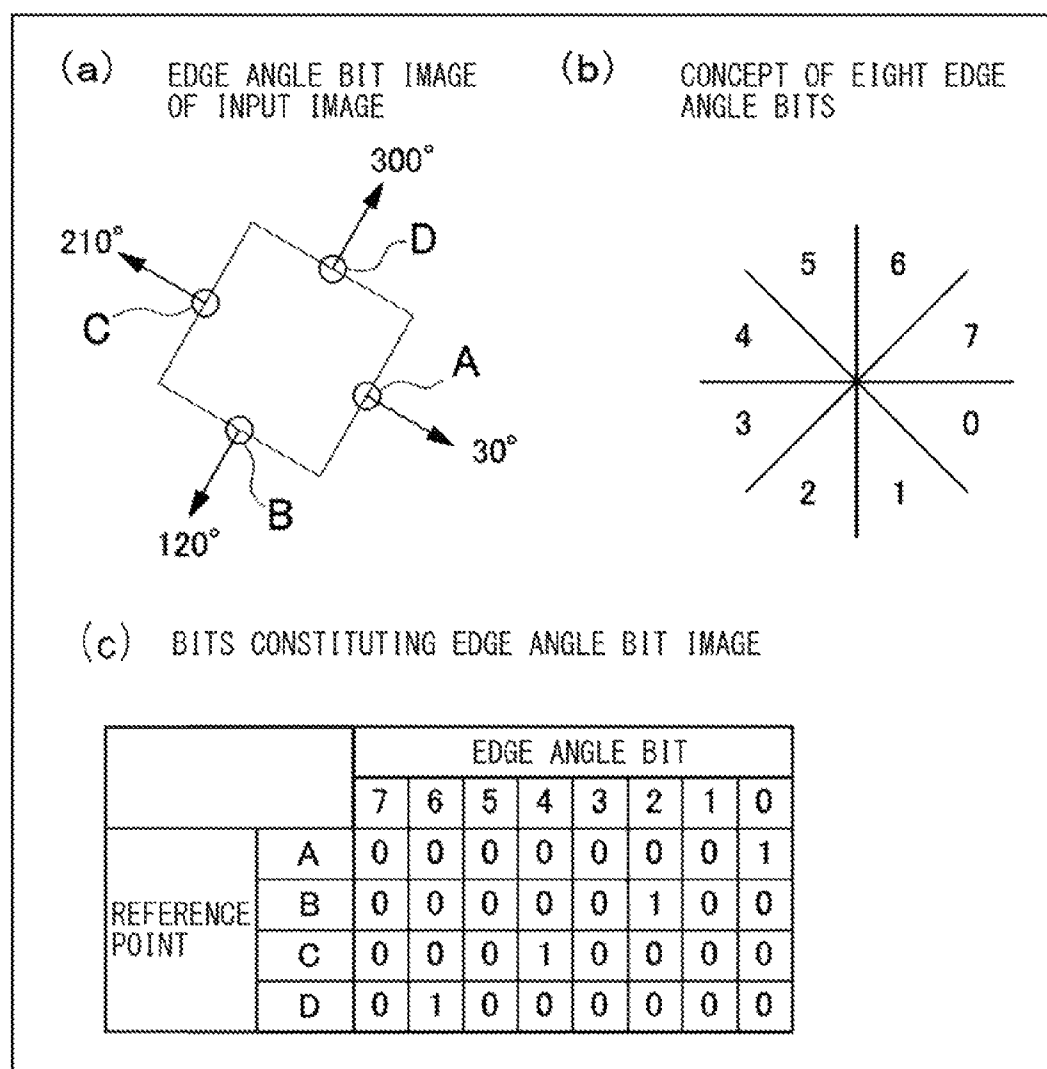 (a) EDGE ANGLE BIT IMAGE
OF INPUT IMAGE
300°
210°
D
C
A
30°
B
120°
(b) CONCEPT OF EIGHT EDGE
ANGLE BITS
5 6
4 7
3 0
2 1
(c) BITS CONSTITUTING EDGE ANGLE BIT IMAGE
EDGE ANGLE BIT
7 6 5 4 3 2 1 0
REFERENCE
POINT
A 0 0 0 0 0 0 0 1
B 0 0 0 0 0 1 0 0
C 0 0 0 1 0 0 0 0
D 0 1 0 0 0 0 0 0